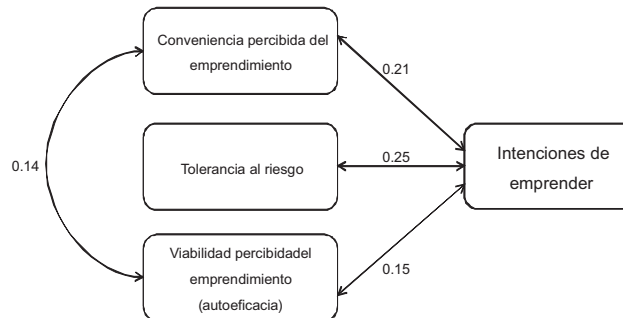 Conveniencia percibida del
emprendimiento
0.21
0.14
Tolerancia al riesgo
0.25
Intenciones de
emprender
Viabilidad percibidadel
emprendimiento
(autoeficacia)
0.15